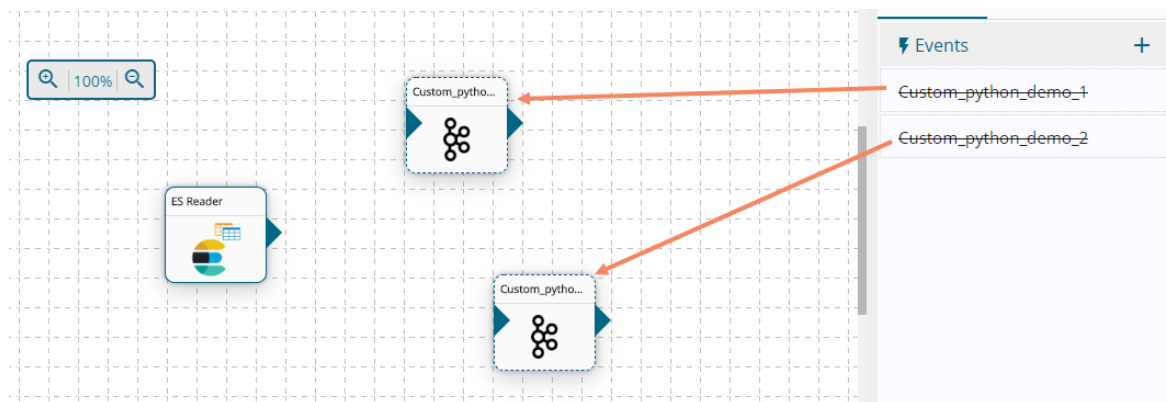 Events
+
100%
Custom_pytho...
Custom_python_demo_1
Custom_python_demo_2
ES Reader
Custom_pytho...